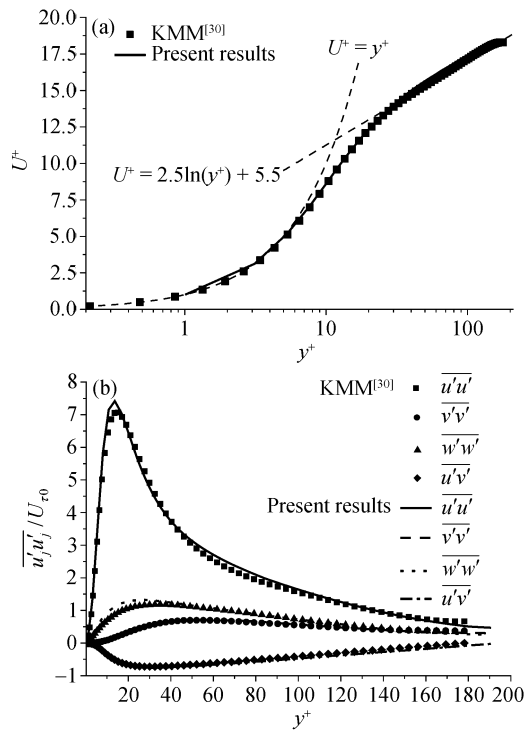 (a)
KMM[30]
Present results
U+ = y+
U+ = 2.5ln(y+) + 5.5
U+
20.0
17.5
15.0
12.5
10.0
7.5
5.0
2.5
0.0
1 10 100
y+
(b)
KMM[30]
u′u′
v′v′
w′w′
u′v′
Present results
u′u′
v′v′
w′w′
u′v′
u′ju′j/Uτ0
8
7
6
5
4
3
2
1
0
−1
20 40 60 80 100 120 140 160 180 200
y+